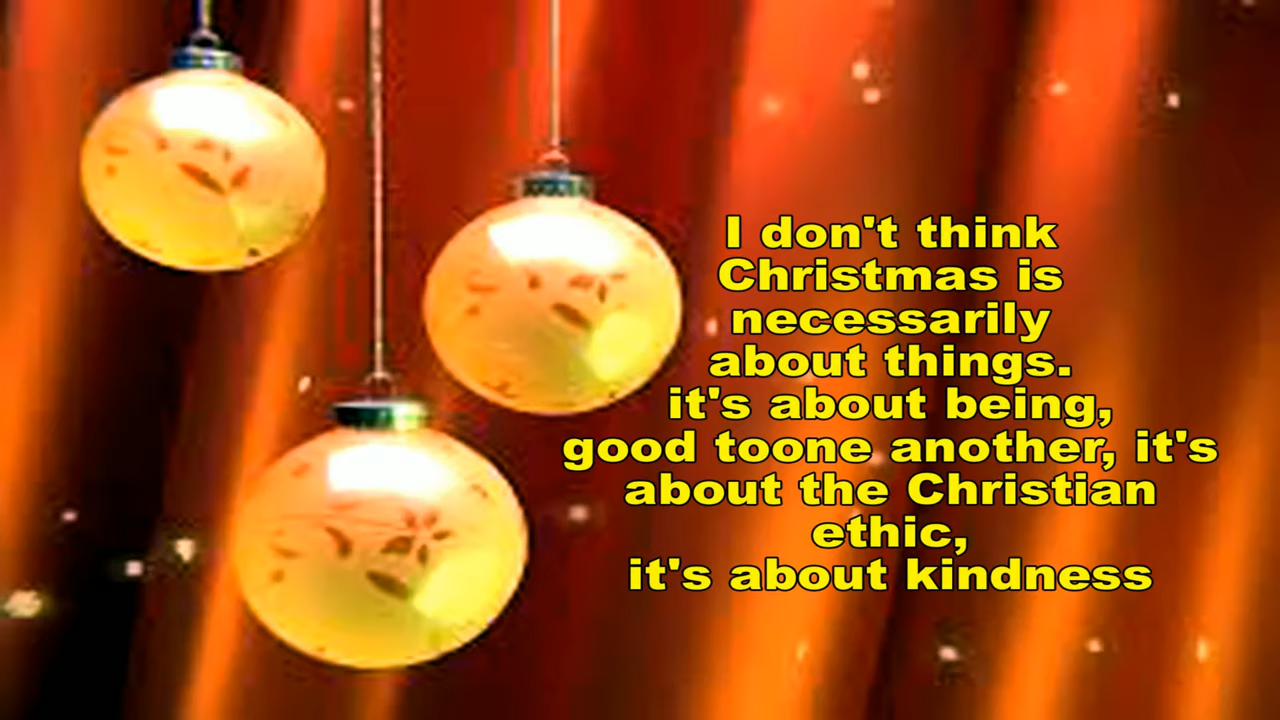 I don't think
Christmas is
necessarily
about things.
it's about being,
good toone another, it's
about the Christian
ethic,
it's about kindness